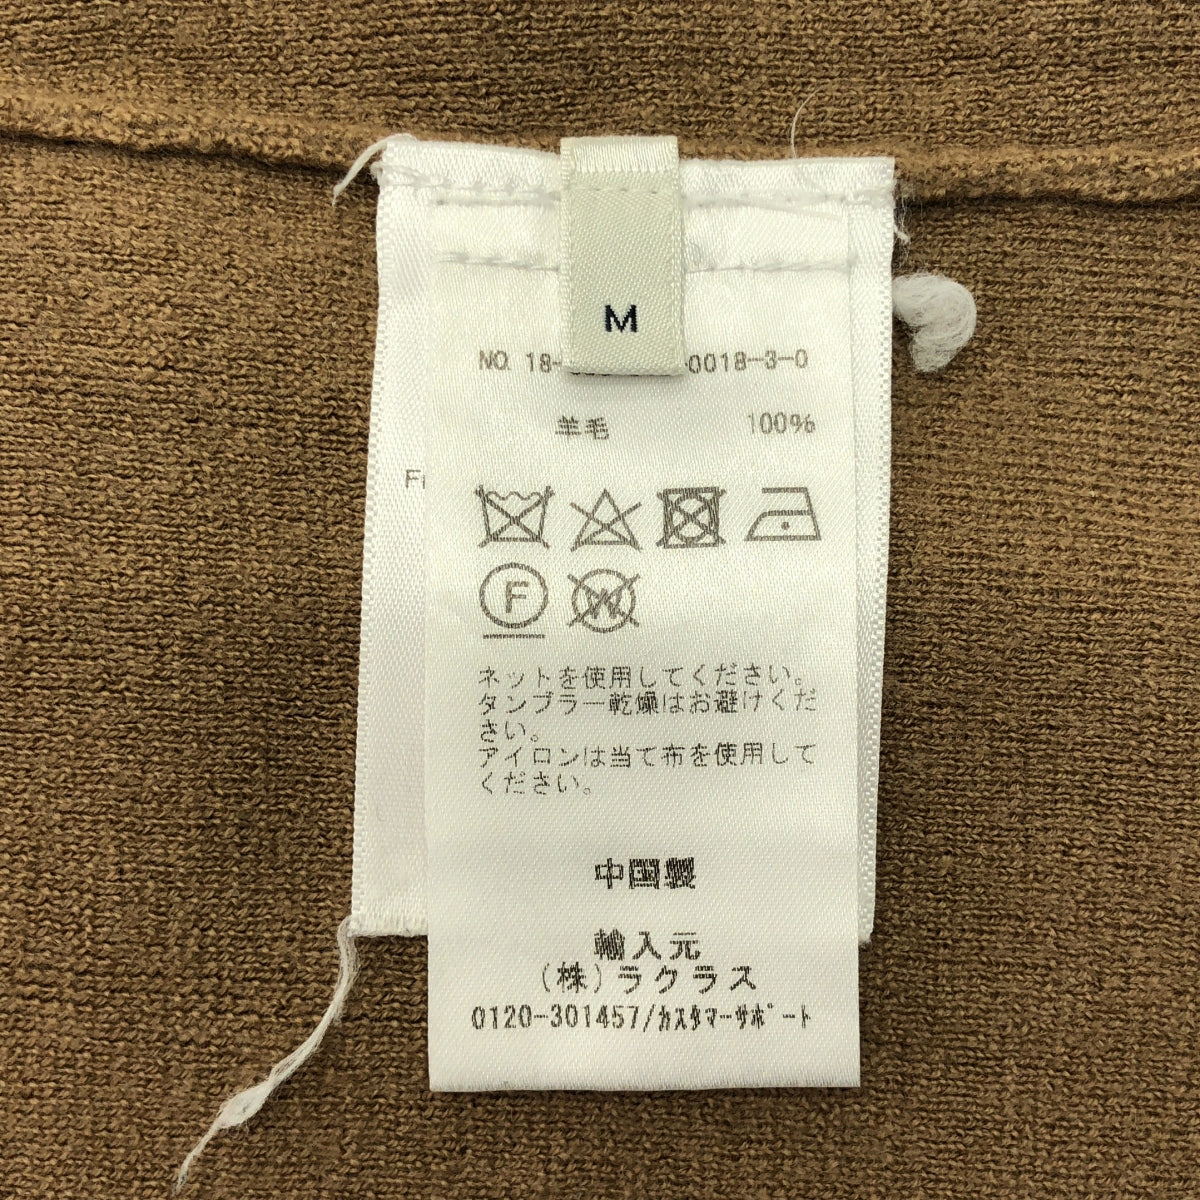 M
NO. 18- 0018-3-0
羊毛 100%
F
W
ネットを使用してください。
タンブラー乾燥はお避けくだ
さい。
アイロンは当て布を使用して
ください。
中国製
輸入元
(株)ラクラス
0120-301457/ｶｽﾀﾏｰｻﾎﾟｰﾄ